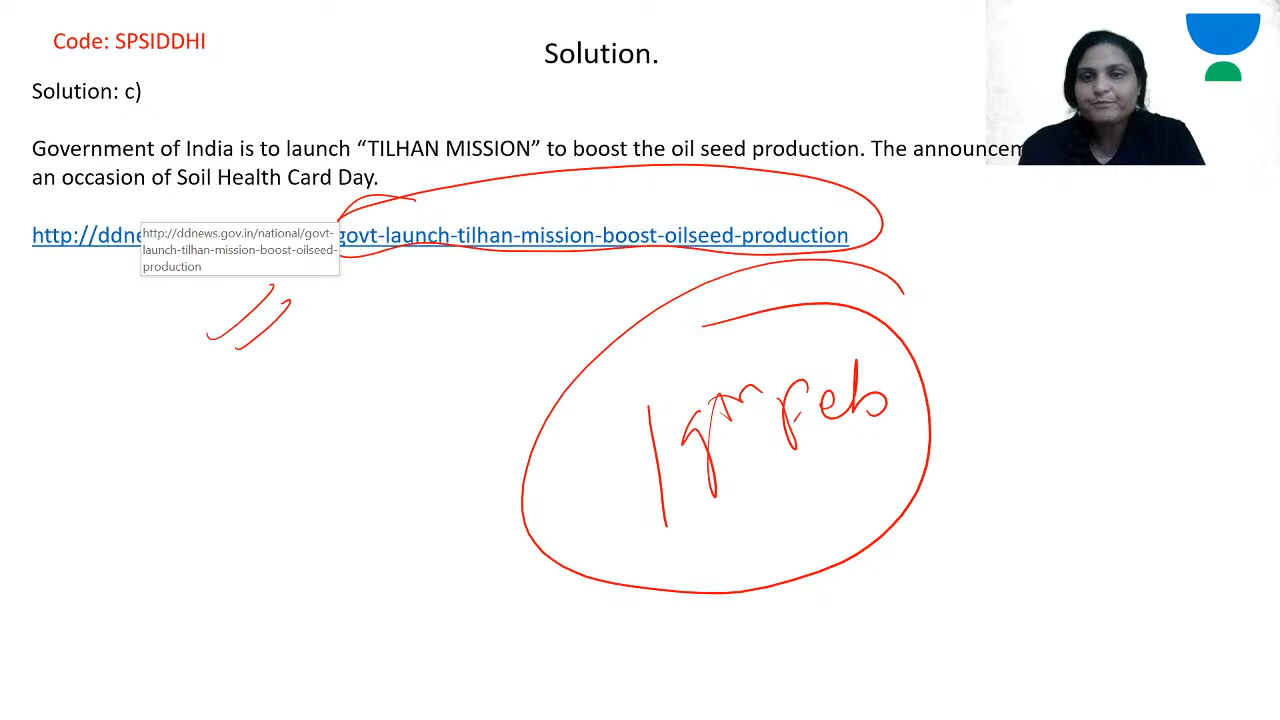 Code: SPSIDDHI
Solution.
Solution: c)
Government of India is to launch “TILHAN MISSION” to boost the oil seed production. The
an occasion of Soil Health Card Day.
http://ddne
govt-launch-tilhan-mission-boost-oilseed-production
http://ddnews.gov.in/national/govt-
launch-tilhan-mission-boost-oilseed-
production
19th Feb